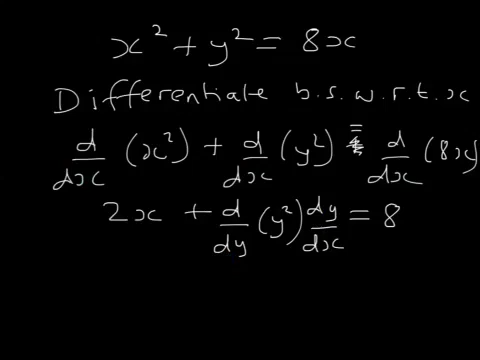 x² + y² = 8x
Differentiate b.s.w.r.t.x
d/dx (x²) + d/dx (y²) = d/dx (8x)
2x + d/dy (y²) dy/dx = 8